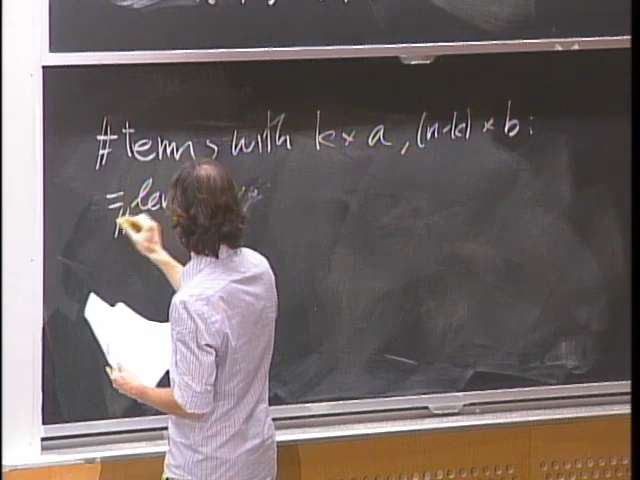 # terms with k × a, (n-k) × b:
=